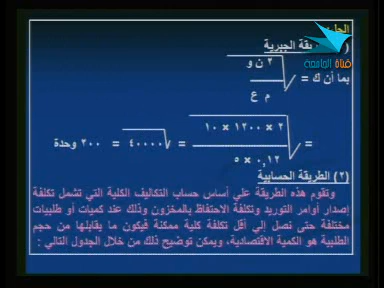 الحل :
قناة الجامعة
(١) الطريقة الجبرية
٢ ن و
بما أن ك = √
م ع
٢ × ١٢٠٠ × ١٠
= √ = √٤٠٠٠٠ = ٢٠٠ وحدة
٠,١٢ × ٥
(٢) الطريقة الحسابية
وتقوم هذه الطريقة على أساس حساب التكاليف الكلية التي تشمل تكلفة
إصدار أوامر التوريد وتكلفة الاحتفاظ بالمخزون وذلك عند كميات أو طلبيات
مختلفة حتى نصل إلي أقل تكلفة كلية ممكنة فيكون ما يقابلها من حجم
الطلبية هو الكمية الاقتصادية، ويمكن توضيح ذلك من خلال الجدول التالي :